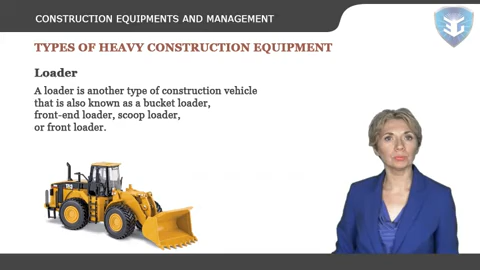 CONSTRUCTION EQUIPMENTS AND MANAGEMENT
TYPES OF HEAVY CONSTRUCTION EQUIPMENT
Loader
A loader is another type of construction vehicle
that is also known as a bucket loader,
front-end loader, scoop loader,
or front loader.